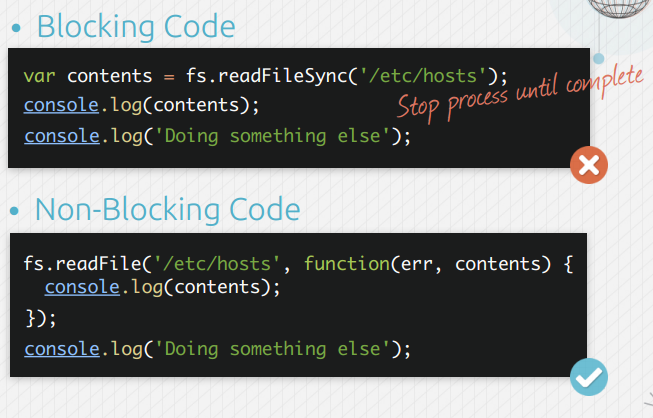 • Blocking Code
var contents = fs.readFileSync('/etc/hosts');
Stop process until complete
console.log(contents);
console.log('Doing something else');
• Non-Blocking Code
fs.readFile('/etc/hosts', function(err, contents) {
  console.log(contents);
});
console.log('Doing something else');